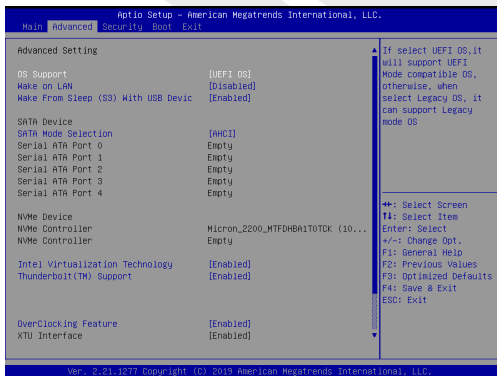 Aptio Setup – American Megatrends International, LLC.
Main Advanced Security Boot Exit
Advanced Setting
OS Support [UEFI OS]
Wake on LAN [Disabled]
Wake From Sleep (S3) With USB Devic [Enabled]
SATA Device
SATA Mode Selection [AHCI]
Serial ATA Port 0 Empty
Serial ATA Port 1 Empty
Serial ATA Port 2 Empty
Serial ATA Port 3 Empty
Serial ATA Port 4 Empty
NVMe Device
NVMe Controller Micron_2200_MTFDHBA1T0TCK (10...
NVMe Controller Empty
Intel Virtualization Technology [Enabled]
Thunderbolt(TM) Support [Enabled]
OverClocking Feature [Enabled]
XTU Interface [Enabled]
If select UEFI OS,it
will support UEFI
Mode compatible OS,
otherwise, when
select Legacy OS, it
can support Legacy
mode OS
→←: Select Screen
↑↓: Select Item
Enter: Select
+/-: Change Opt.
F1: General Help
F2: Previous Values
F3: Optimized Defaults
F4: Save & Exit
ESC: Exit
Ver. 2.21.1277 Copyright (C) 2019 American Megatrends International, LLC.